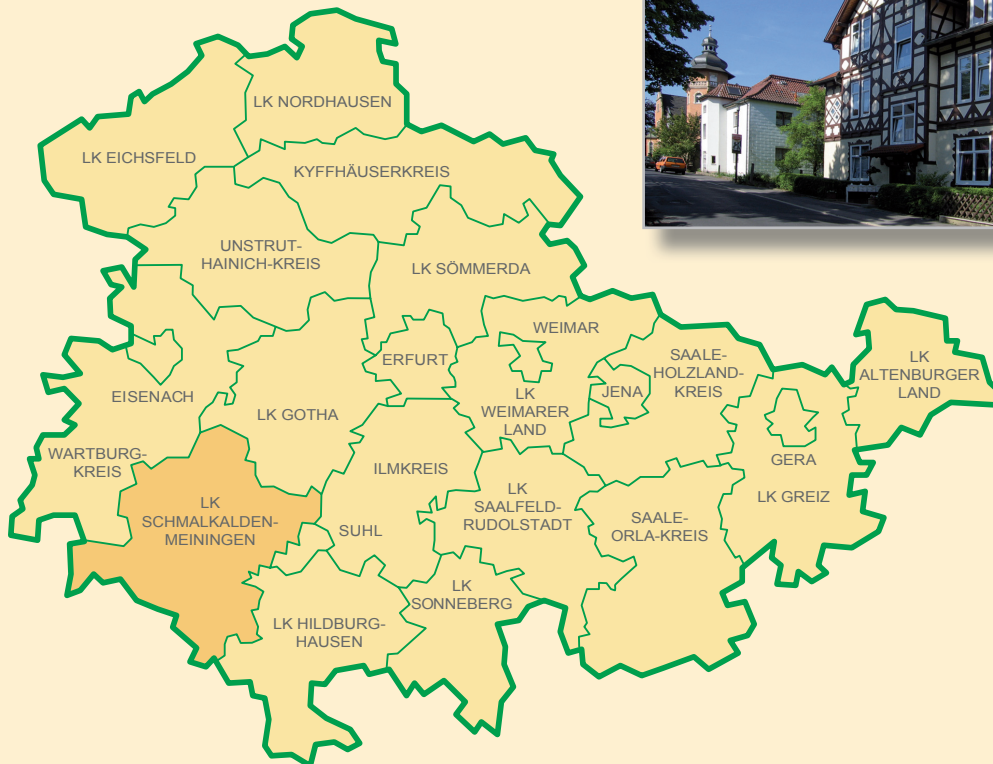 LK NORDHAUSEN
LK EICHSFELD
KYFFHÄUSERKREIS
UNSTRUT-
HAINICH-KREIS
LK SÖMMERDA
WEIMAR
ERFURT
SAALE-
HOLZLAND-
KREIS
LK
ALTENBURGER
LAND
EISENACH
LK GOTHA
LK
WEIMARER
LAND
JENA
WARTBURG-
KREIS
ILMKREIS
GERA
LK GREIZ
LK
SCHMALKALDEN-
MEININGEN
SUHL
LK
SAALFELD-
RUDOLSTADT
SAALE-
ORLA-KREIS
LK
SONNEBERG
LK HILDBURG-
HAUSEN